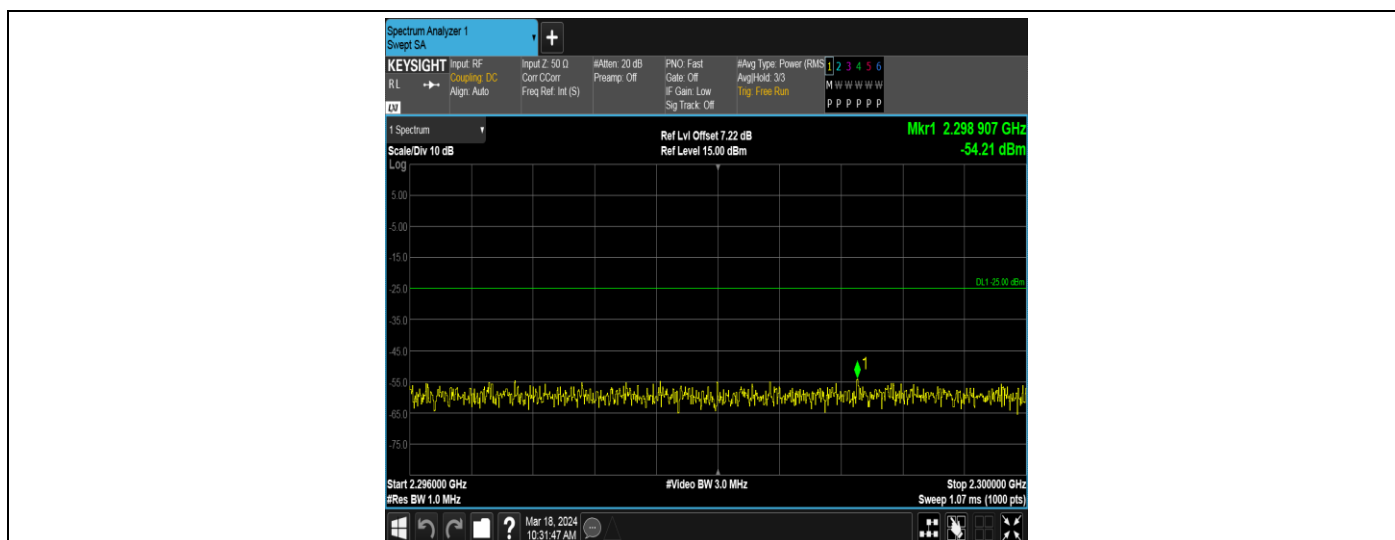 Spectrum Analyzer 1
Swept SA
+
KEYSIGHT Input: RF Input Z: 50 Ω #Atten: 20 dB PNO: Fast #Avg Type: Power (RMS 1 2 3 4 5 6
RL Coupling: DC Corr CCorr Preamp: Off Gate: Off Avg|Hold: 3/3 M W W W W W
Align: Auto Freq Ref: Int (S) IF Gain: Low Trig: Free Run
LXI Sig Track: Off P P P P P P
1 Spectrum Ref Lvl Offset 7.22 dB Mkr1 2.298 907 GHz
Scale/Div 10 dB Ref Level 15.00 dBm -54.21 dBm
Log
5.00
-5.00
-15.0
DL1 -25.00 dBm
-25.0
-35.0
-45.0
1
-55.0
-65.0
-75.0
Start 2.296000 GHz #Video BW 3.0 MHz Stop 2.300000 GHz
#Res BW 1.0 MHz Sweep 1.07 ms (1000 pts)
? Mar 18, 2024
10:31:47 AM